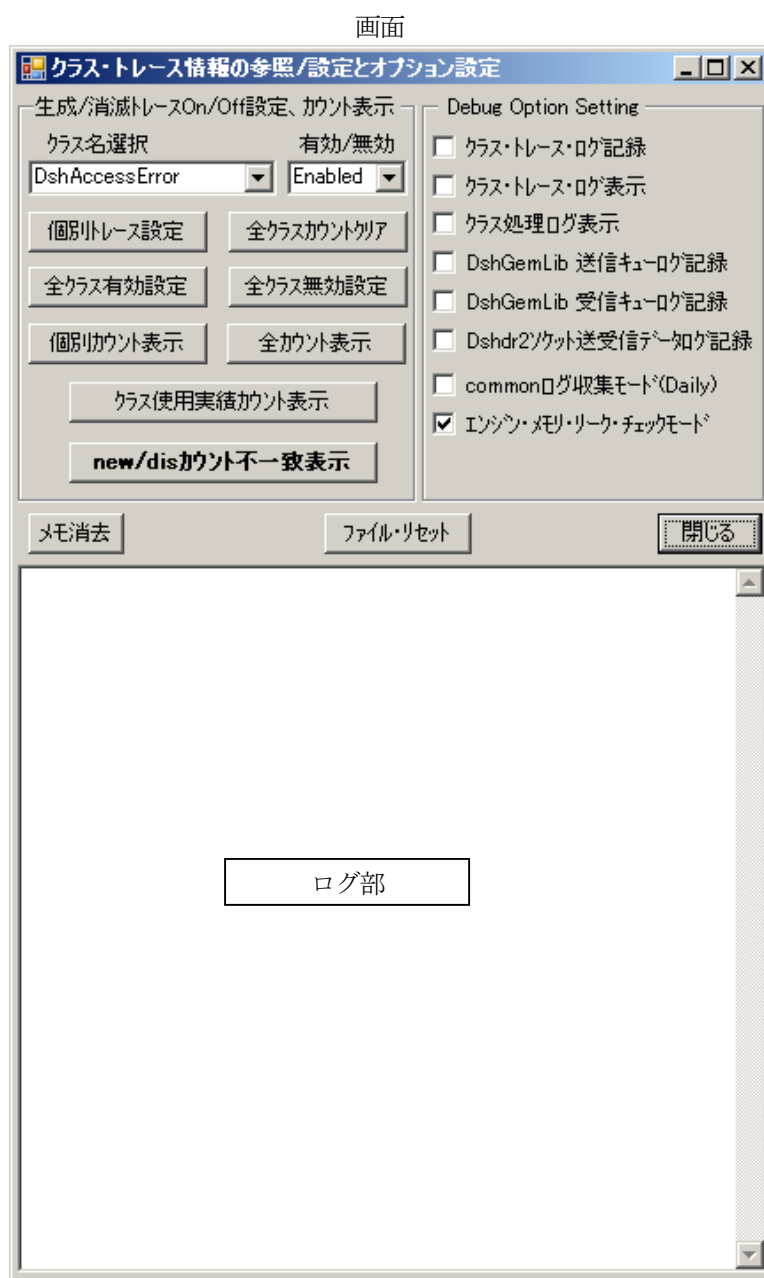 画面
クラス・トレース情報の参照/設定とオプション設定
生成/消滅トレースOn/Off設定、カウント表示
クラス名選択 有効/無効
DshAccessError Enabled
個別トレース設定 全クラスカウントクリア
全クラス有効設定 全クラス無効設定
個別カウント表示 全カウント表示
クラス使用実績カウント表示
new/disカウント不一致表示
Debug Option Setting
クラス・トレース・ログ記録
クラス・トレース・ログ表示
クラス処理ログ表示
DshGemLib 送信キューログ記録
DshGemLib 受信キューログ記録
Dshdr2ソケット送受信データログ記録
commonログ収集モード(Daily)
エンジン・メモリ・リーク・チェックモード
メモ消去 ファイル・リセット 閉じる
ログ部